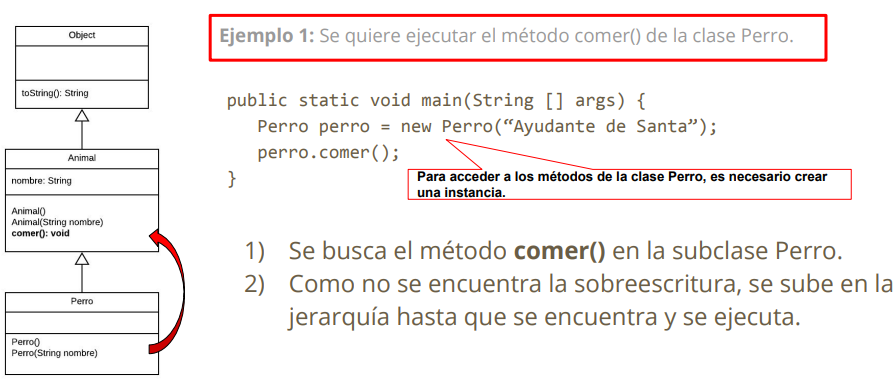 Object
toString(): String
Animal
nombre: String
Animal()
Animal(String nombre)
comer(): void
Perro
Perro()
Perro(String nombre)
Ejemplo 1: Se quiere ejecutar el método comer() de la clase Perro.
public static void main(String [] args) {
Perro perro = new Perro(“Ayudante de Santa”);
perro.comer();
}
Para acceder a los métodos de la clase Perro, es necesario crear
una instancia.
1) Se busca el método comer() en la subclase Perro.
2) Como no se encuentra la sobreescritura, se sube en la
jerarquía hasta que se encuentra y se ejecuta.